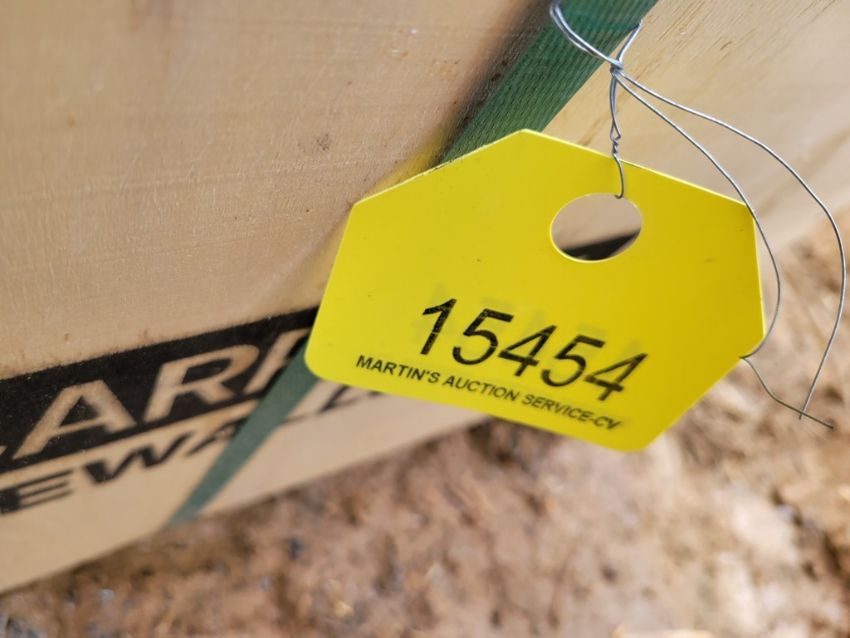 15454
MARTIN'S AUCTION SERVICE-CV